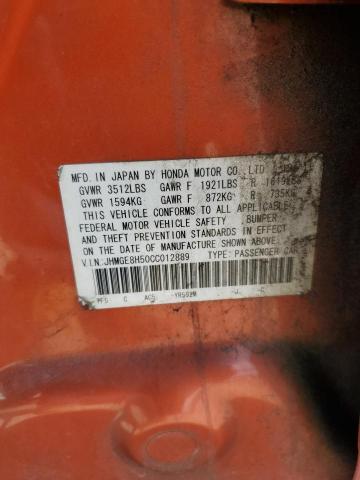 MFD. IN JAPAN BY HONDA MOTOR CO., LTD.
GVWR 3512LBS GAWR F 1921LBS R 1619LBS
GVWR 1594KG GAWR F 872KG R 735KG
THIS VEHICLE CONFORMS TO ALL APPLICABLE
FEDERAL MOTOR VEHICLE SAFETY, BUMPER,
AND THEFT PREVENTION STANDARDS IN EFFECT
ON THE DATE OF MANUFACTURE SHOWN ABOVE.
V.I.N.:JHMGE8H50CC012889 TYPE: PASSENGER CAR